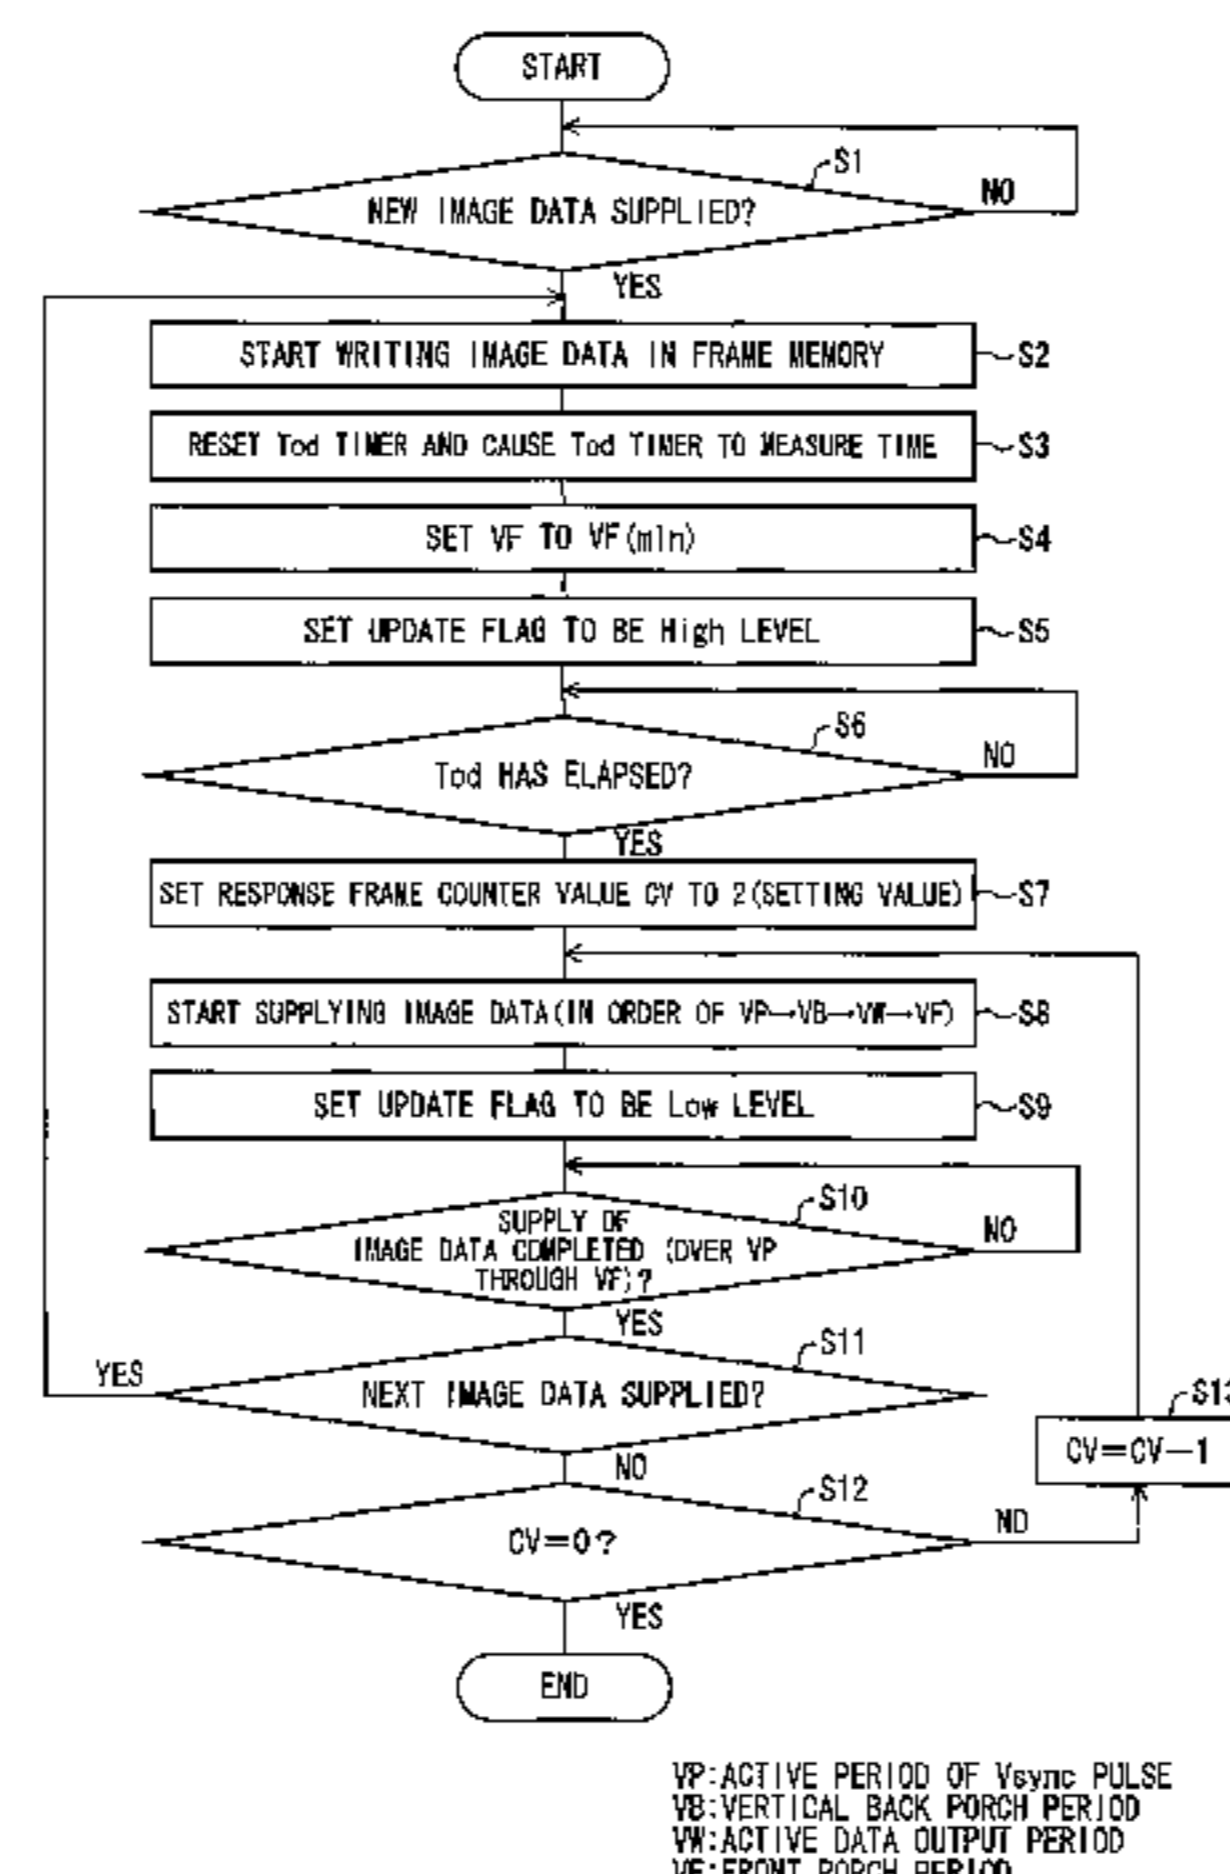 START
S1
NEW IMAGE DATA SUPPLIED?
NO
YES
START WRITING IMAGE DATA IN FRAME MEMORY
S2
RESET Tod TIMER AND CAUSE Tod TIMER TO MEASURE TIME
S3
SET VF TO VF(min)
S4
SET UPDATE FLAG TO BE High LEVEL
S5
S6
Tod HAS ELAPSED?
NO
YES
SET RESPONSE FRAME COUNTER VALUE CV TO 2(SETTING VALUE)
S7
START SUPPLYING IMAGE DATA(IN ORDER OF VP→VB→VW→VF)
S8
SET UPDATE FLAG TO BE Low LEVEL
S9
S10
SUPPLY OF
IMAGE DATA COMPLETED (OVER VP
THROUGH VF)?
NO
YES
S11
NEXT IMAGE DATA SUPPLIED?
YES
NO
S13
CV=CV-1
S12
CV=0?
NO
YES
END
VP:ACTIVE PERIOD OF Vsync PULSE
VB:VERTICAL BACK PORCH PERIOD
VW:ACTIVE DATA OUTPUT PERIOD
VF:FRONT PORCH PERIOD